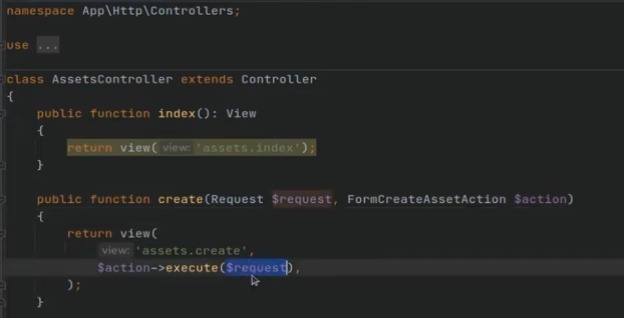 namespace App\Http\Controllers;
use ...
class AssetsController extends Controller
{
public function index(): View
{
return view( view: 'assets.index');
}
public function create(Request $request, FormCreateAssetAction $action)
{
return view(
view: 'assets.create',
$action->execute($request),
);
}